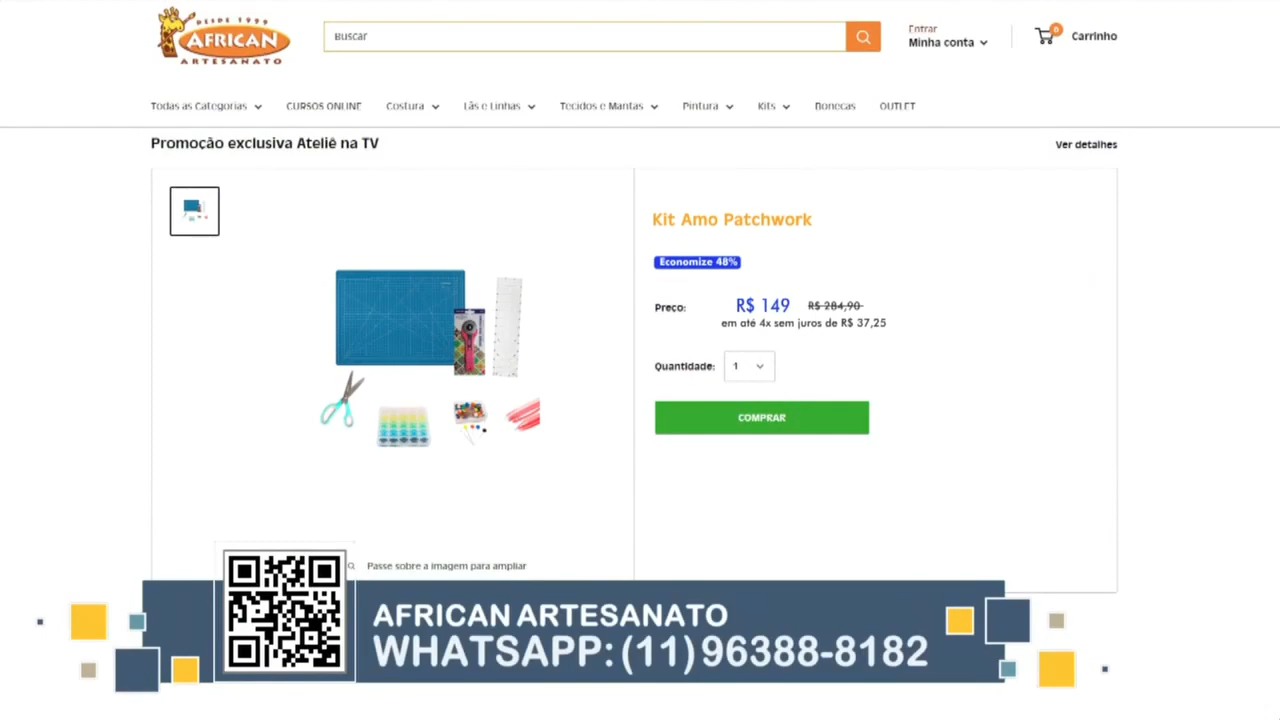 DESDE 1999
AFRICAN
ARTESANATO
Buscar
Entrar
Minha conta
0
Carrinho
Todas as Categorias
CURSOS ONLINE
Costura
Lãs e Linhas
Tecidos e Mantas
Pintura
Kits
Bonecas
OUTLET
Promoção exclusiva Ateliê na TV
Ver detalhes
Kit Amo Patchwork
Economize 48%
Preço: R$ 149 R$ 284,90
em até 4x sem juros de R$ 37,25
Quantidade: 1
COMPRAR
Passe sobre a imagem para ampliar
AFRICAN ARTESANATO
WHATSAPP: (11) 96388-8182